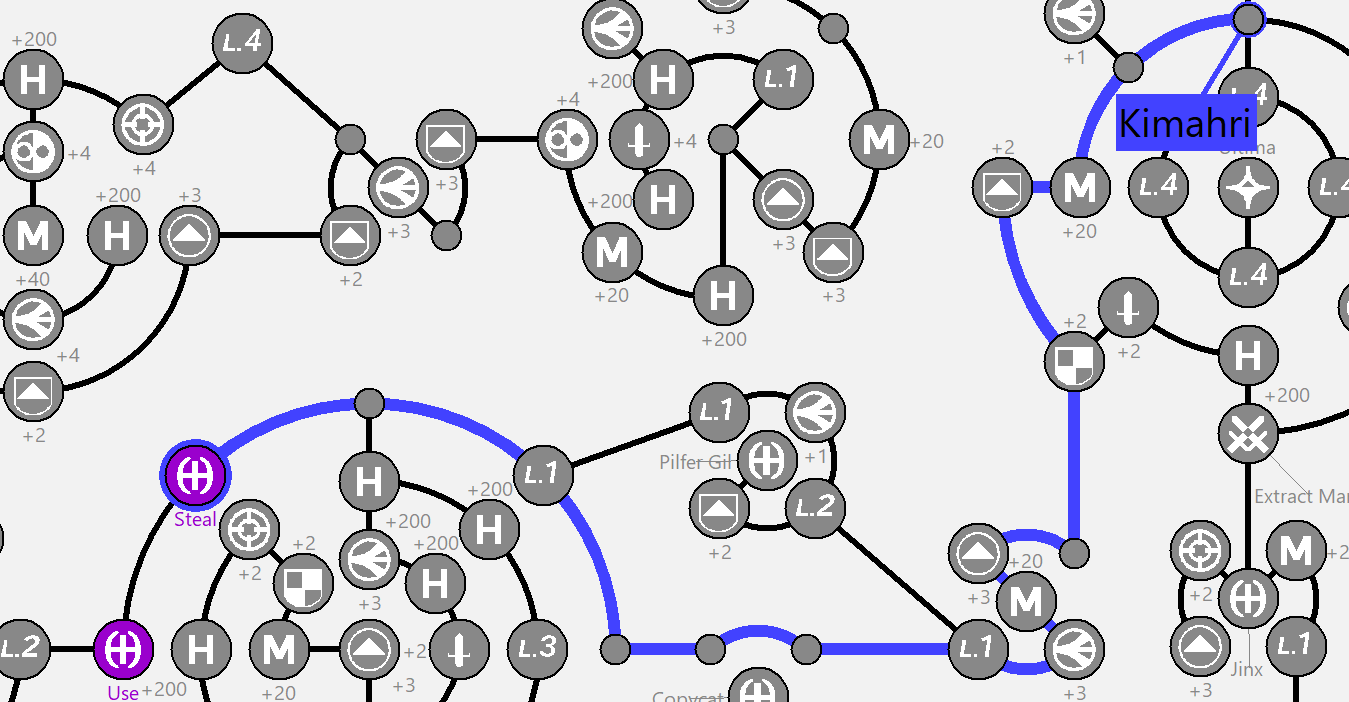 +200
L.4
H
+4
+4
M
+40
+200
H
+3
+2
+4
+2
+3
+3
+4
+3
+200
H
L.1
+4
+200
H
M
+20
M
+20
+3
+3
H
+200
+1
Kimahri
L.4
Ultima
+2
M
+20
L.4
L.4
L.4
+2
+2
H
+200
Extract Mar
L.1
+1
Pilfer Gil
+2
L.2
Steal
H
+200
L.1
H
+200
+200
H
+3
+2
+2
L.2
Use
+200
H
M
+20
+2
+3
L.3
Copycat
L.1
+3
+20
M
+3
+2
M
+2
+3
Jinx
L.1